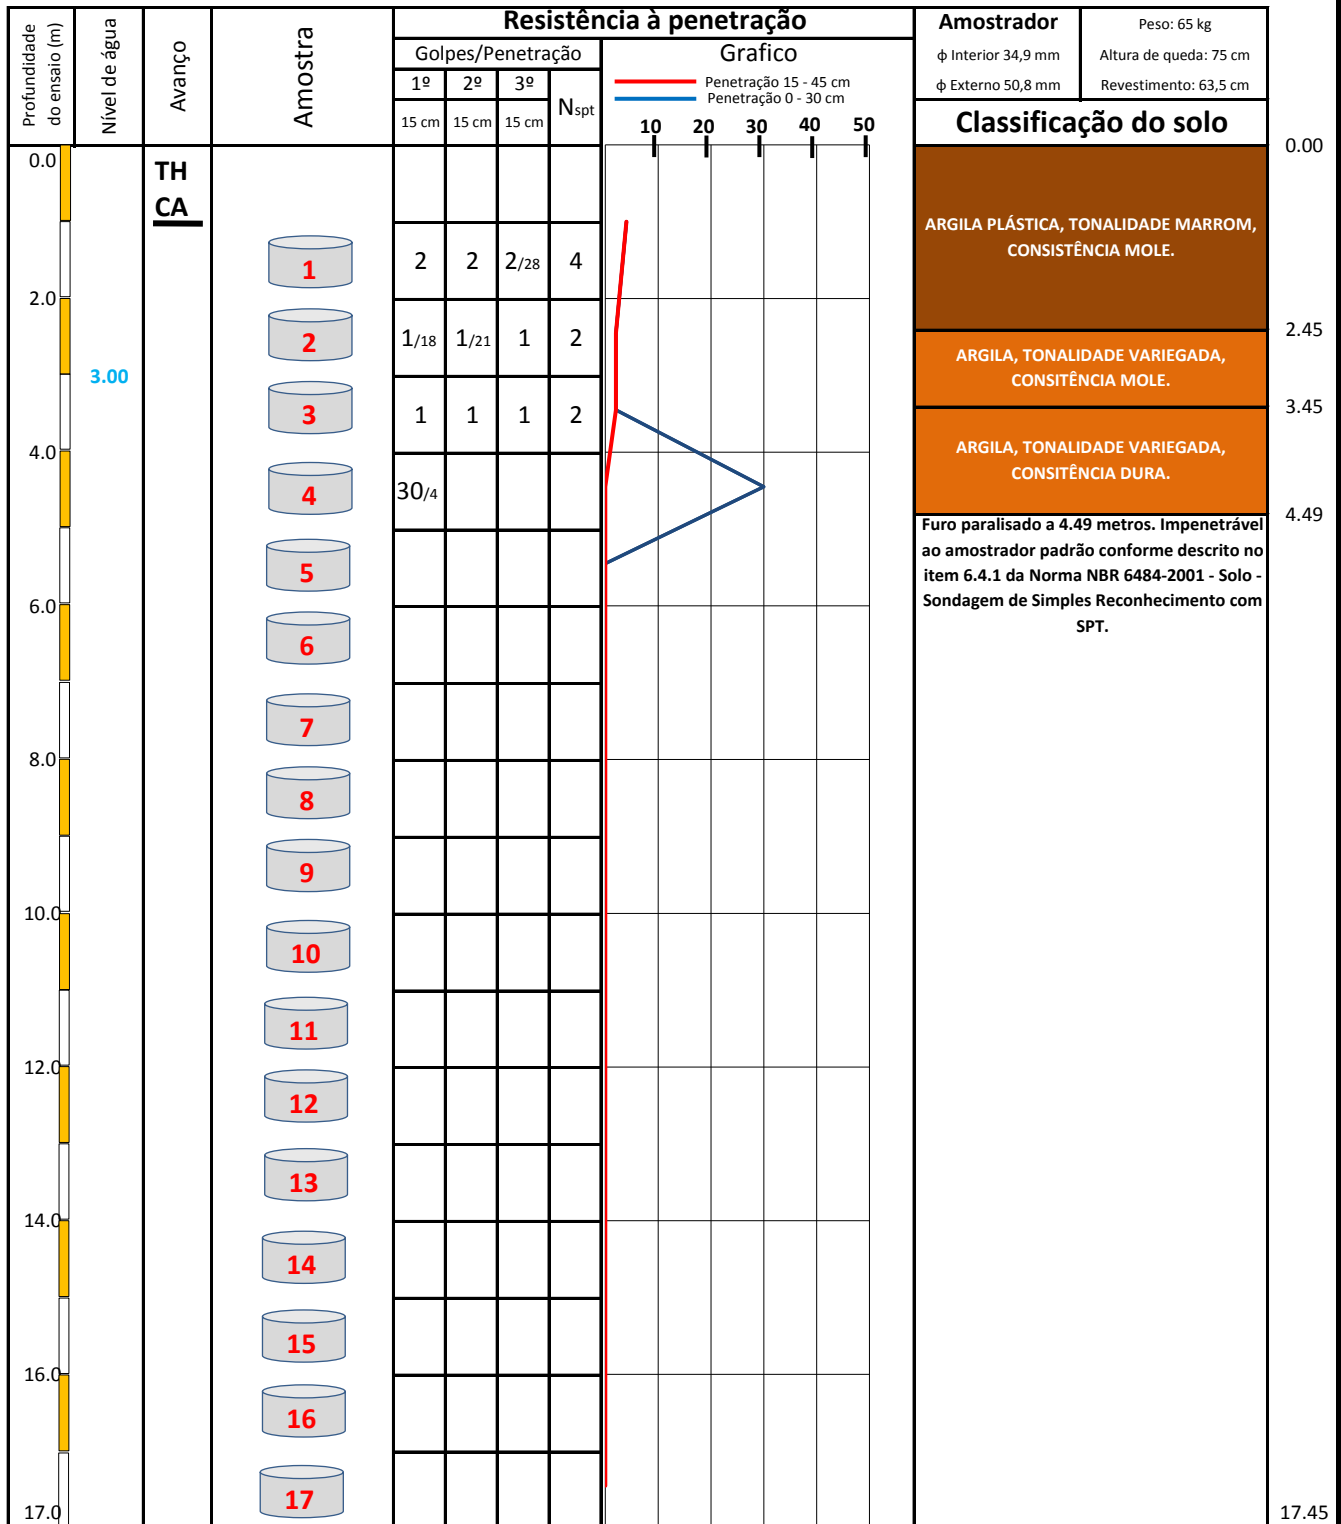 Profundidade
do ensaio (m)
Nível de água
Avanço
Amostra
Resistência à penetração
Golpes/Penetração
1º 2º 3º
Nspt
15 cm 15 cm 15 cm
Grafico
Penetração 15 - 45 cm
Penetração 0 - 30 cm
10 20 30 40 50
Amostrador
ϕ Interior 34,9 mm
ϕ Externo 50,8 mm
Peso: 65 kg
Altura de queda: 75 cm
Revestimento: 63,5 cm
Classificação do solo
0.0
TH
CA
0.00
ARGILA PLÁSTICA, TONALIDADE MARROM,
CONSISTÊNCIA MOLE.
1 2 2 2/28 4
2.0
2 1/18 1/21 1 2
2.45
ARGILA, TONALIDADE VARIEGADA,
CONSITÊNCIA MOLE.
3.00
3 1 1 1 2
3.45
4.0
ARGILA, TONALIDADE VARIEGADA,
CONSITÊNCIA DURA.
4 30/4
4.49
Furo paralisado a 4.49 metros. Impenetrável
ao amostrador padrão conforme descrito no
item 6.4.1 da Norma NBR 6484-2001 - Solo -
Sondagem de Simples Reconhecimento com
SPT.
5
6.0
6
7
8.0
8
9
10.0
10
11
12.0
12
13
14.0
14
15
16.0
16
17
17.0
17.45